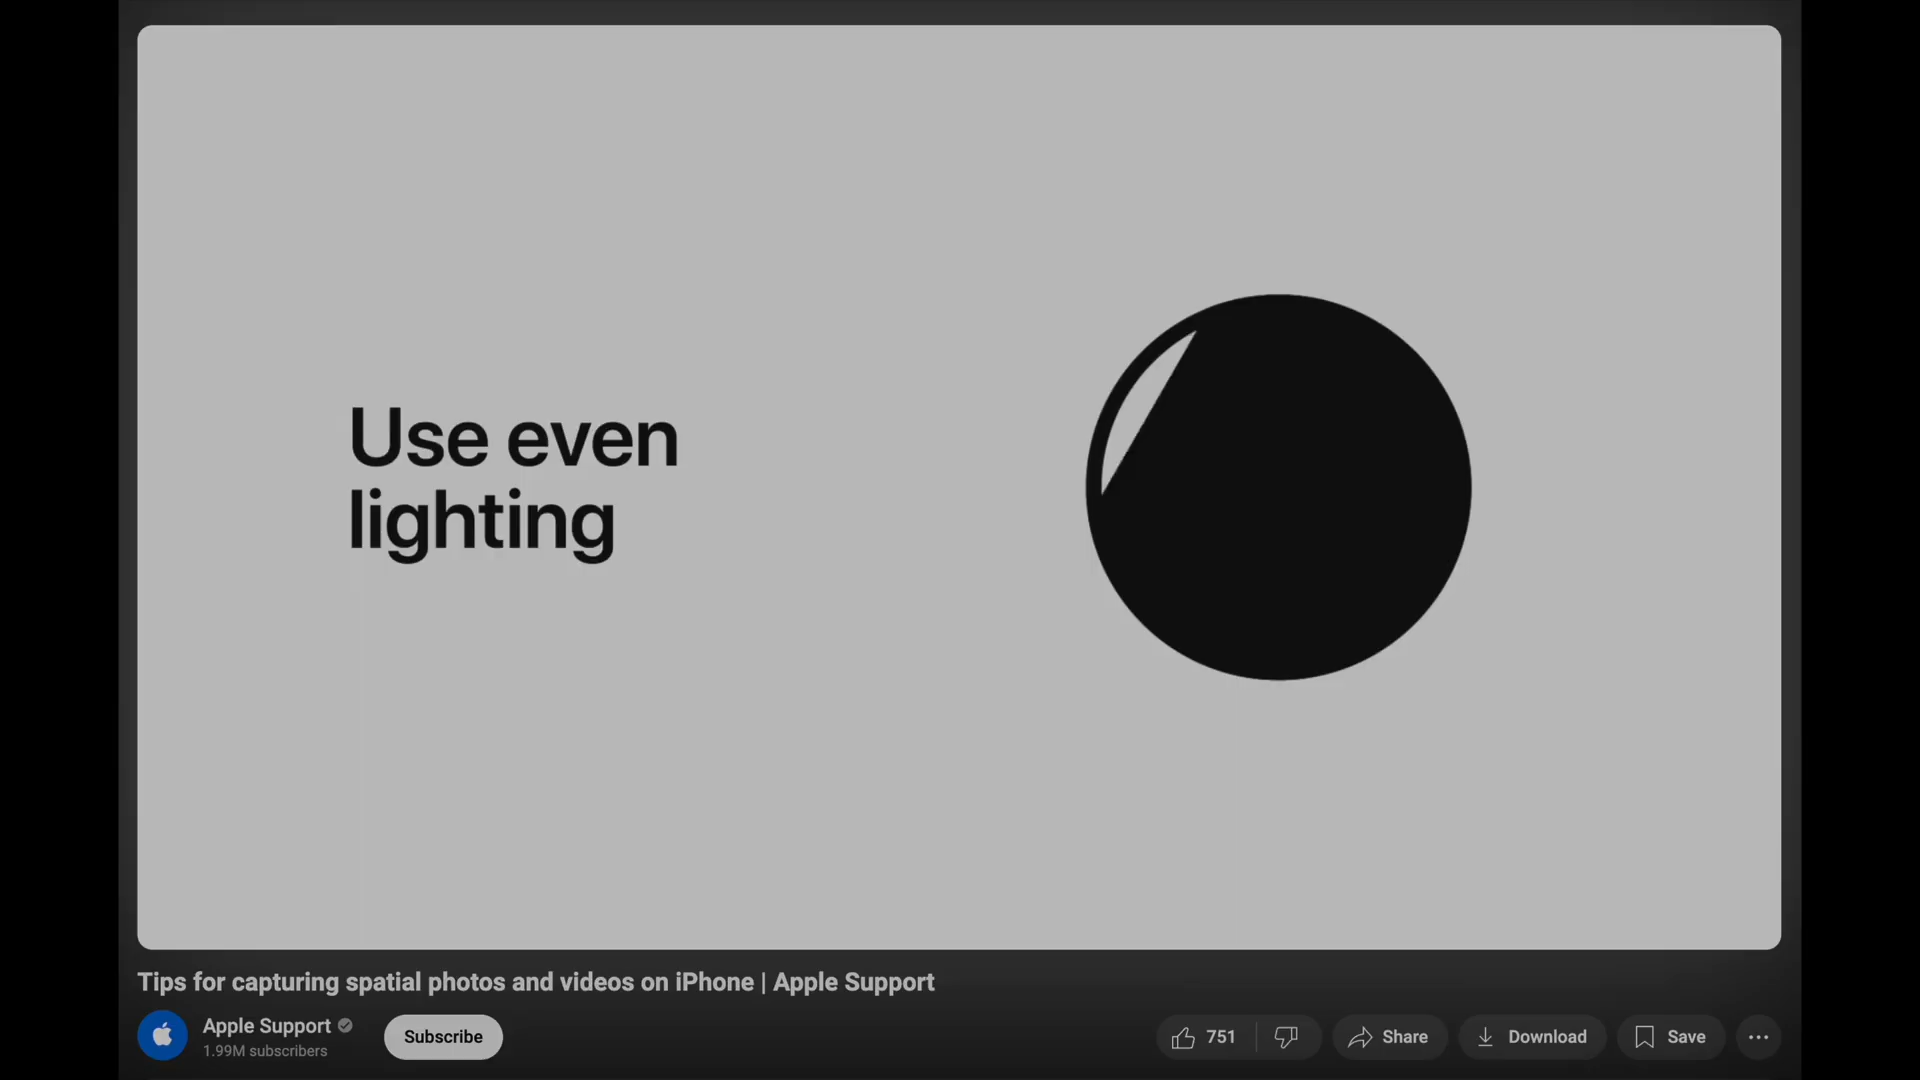 Use even
lighting
Tips for capturing spatial photos and videos on iPhone | Apple Support
Apple Support
1.99M subscribers
Subscribe
751
Share
Download
Save